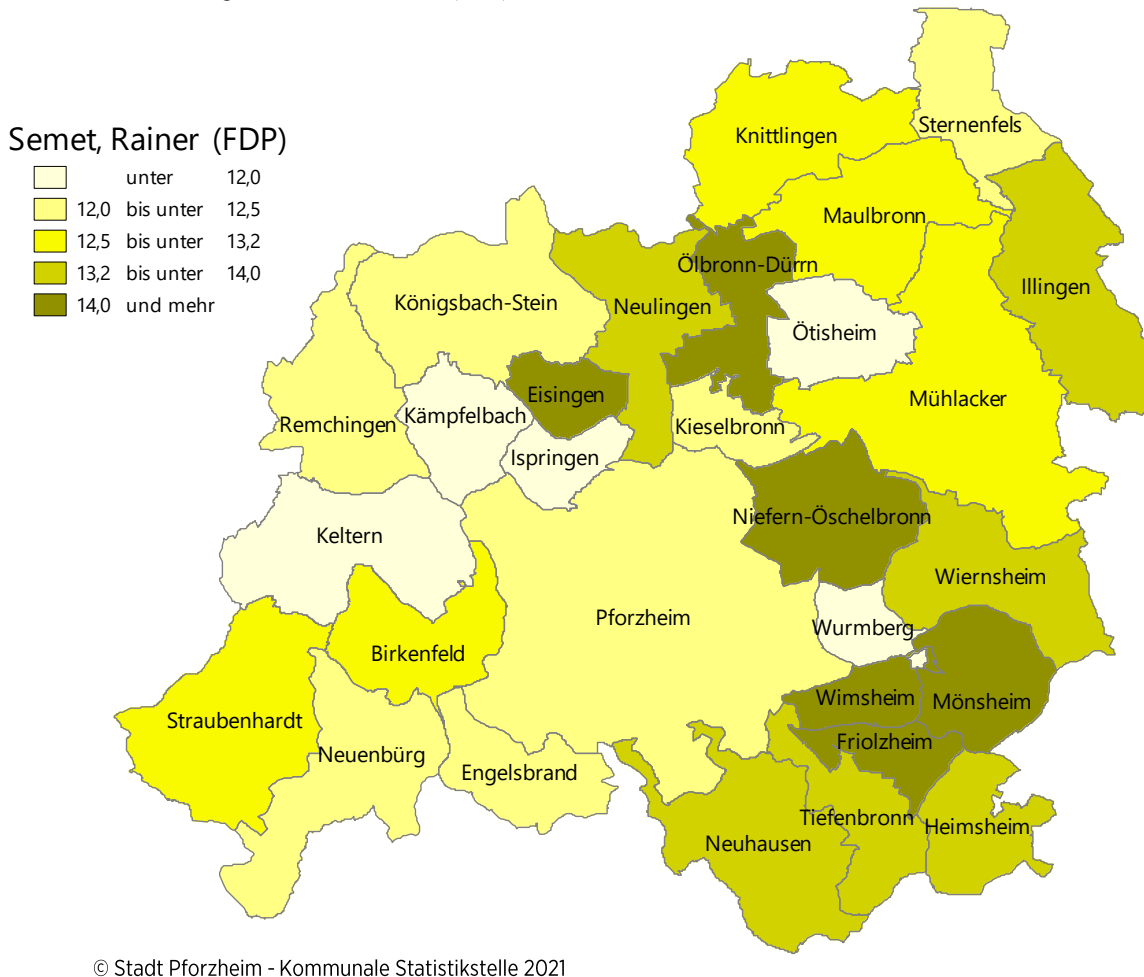 Semet, Rainer (FDP)
unter 12,0
12,0 bis unter 12,5
12,5 bis unter 13,2
13,2 bis unter 14,0
14,0 und mehr
Sternenfels
Knittlingen
Maulbronn
Ölbronn-Dürrn
Illingen
Königsbach-Stein
Neulingen
Ötisheim
Eisingen
Mühlacker
Kämpfelbach
Remchingen
Kieselbronn
Ispringen
Niefern-Öschelbronn
Keltern
Wiernsheim
Pforzheim
Wurmberg
Birkenfeld
Wimsheim
Mönsheim
Straubenhardt
Friolzheim
Neuenbürg
Engelsbrand
Tiefenbronn
Heimsheim
Neuhausen
© Stadt Pforzheim - Kommunale Statistikstelle 2021